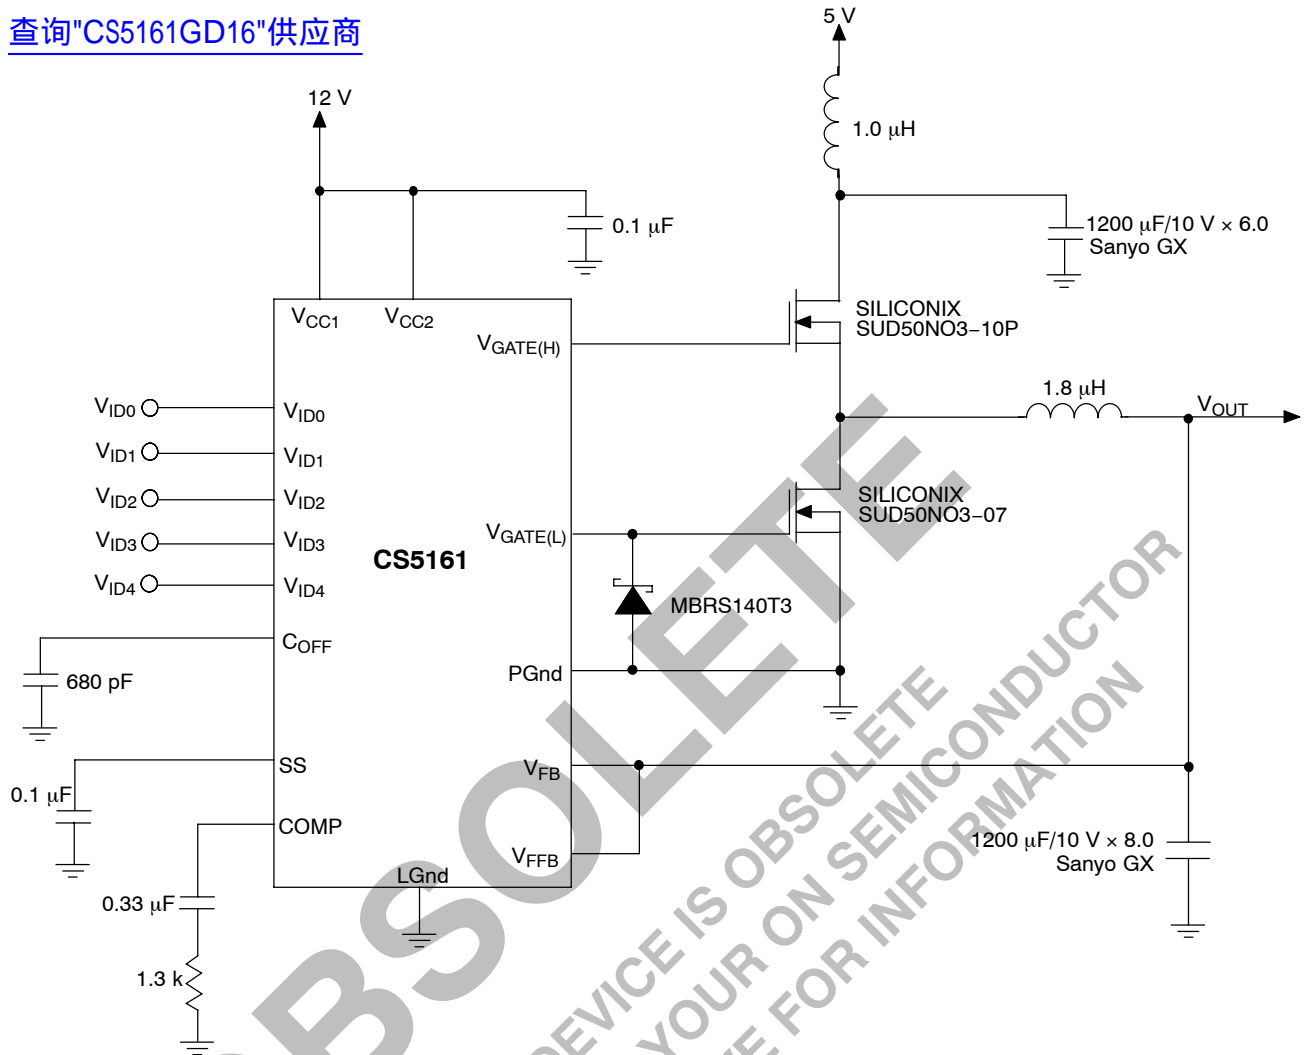 查询"CS5161GD16"供应商
5 V
12 V
1.0 μH
0.1 μF
1200 μF/10 V × 6.0
Sanyo GX
VCC1
VCC2
SILICONIX
SUD50NO3−10P
VGATE(H)
1.8 μH
VOUT
VID0
VID0
VID1
VID1
VID2
VID2
VID3
VID3
VID4
VID4
SILICONIX
SUD50NO3−07
VGATE(L)
CS5161
MBRS140T3
COFF
680 pF
PGnd
SS
0.1 μF
VFB
COMP
VFFB
1200 μF/10 V × 8.0
Sanyo GX
LGnd
0.33 μF
1.3 k
BSOLETE
DEVICE IS OBSOLETE
YOUR ON SEMICONDUCTOR
FOR INFORMATION